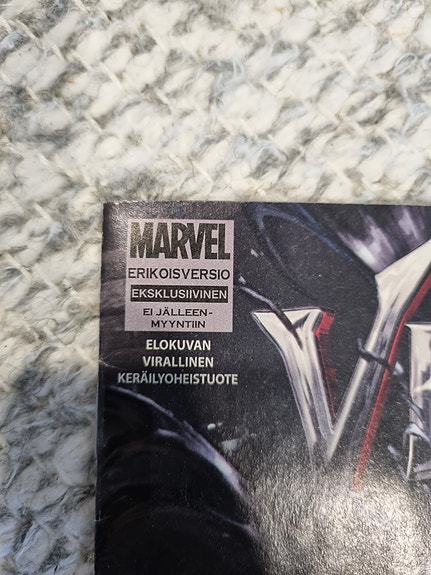 MARVEL
ERIKOISVERSIO
EKSKLUSIIVINEN
EI JÄLLEEN-
MYYNTIIN
ELOKUVAN
VIRALLINEN
KERÄILYOHEISTUOTE